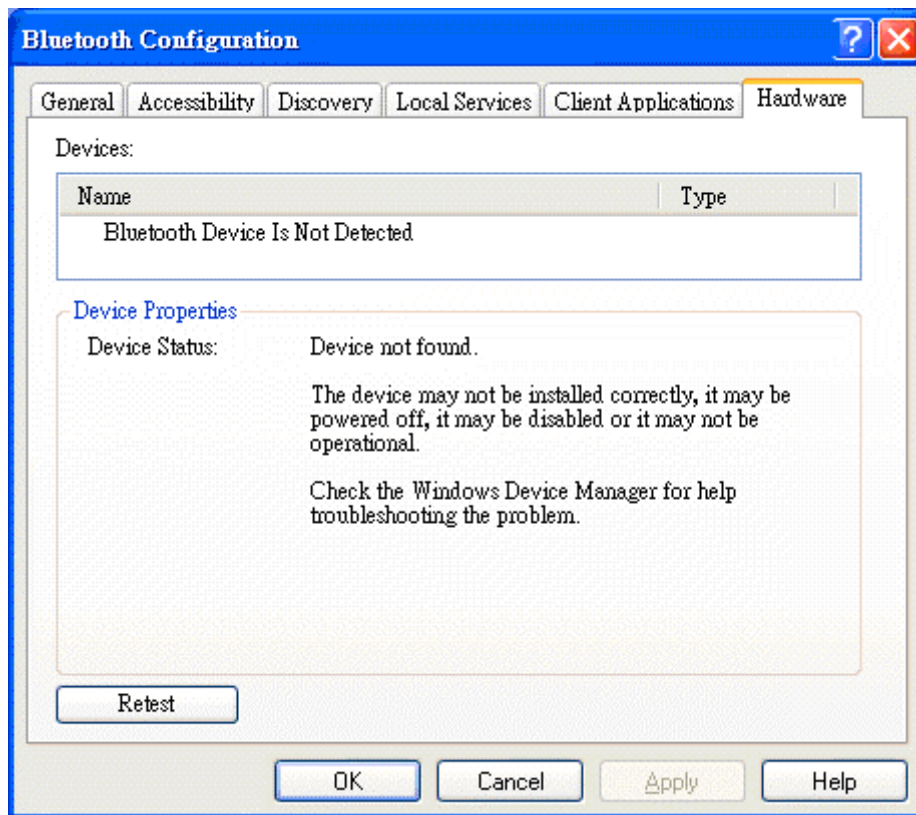 Bluetooth Configuration
General Accessibility Discovery Local Services Client Applications Hardware
Devices:
Name Type
Bluetooth Device Is Not Detected
Device Properties
Device Status: Device not found.
The device may not be installed correctly, it may be
powered off, it may be disabled or it may not be
operational.
Check the Windows Device Manager for help
troubleshooting the problem.
Retest
OK Cancel Apply Help